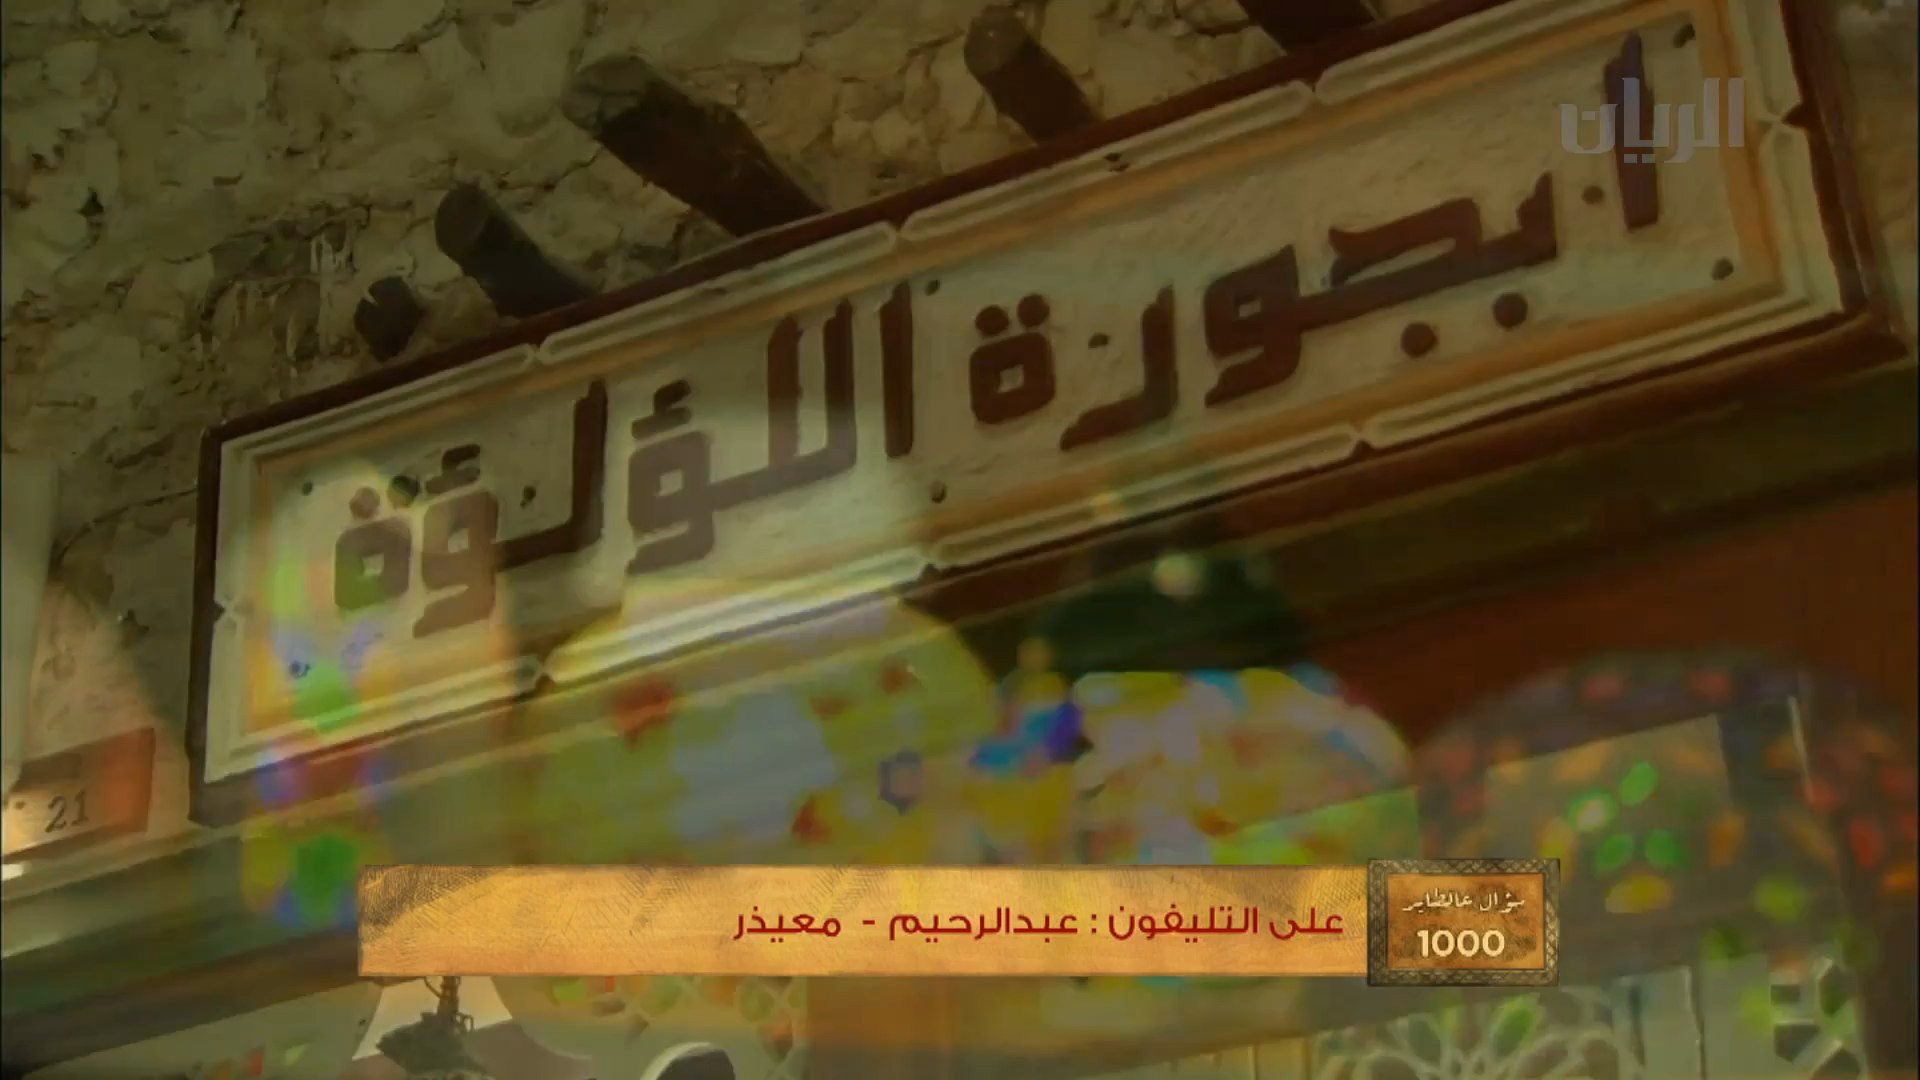 الريان
ابجورة اللؤلؤة
21
سؤال عالطاير
1000
على التليفون : عبدالرحيم - معيذر